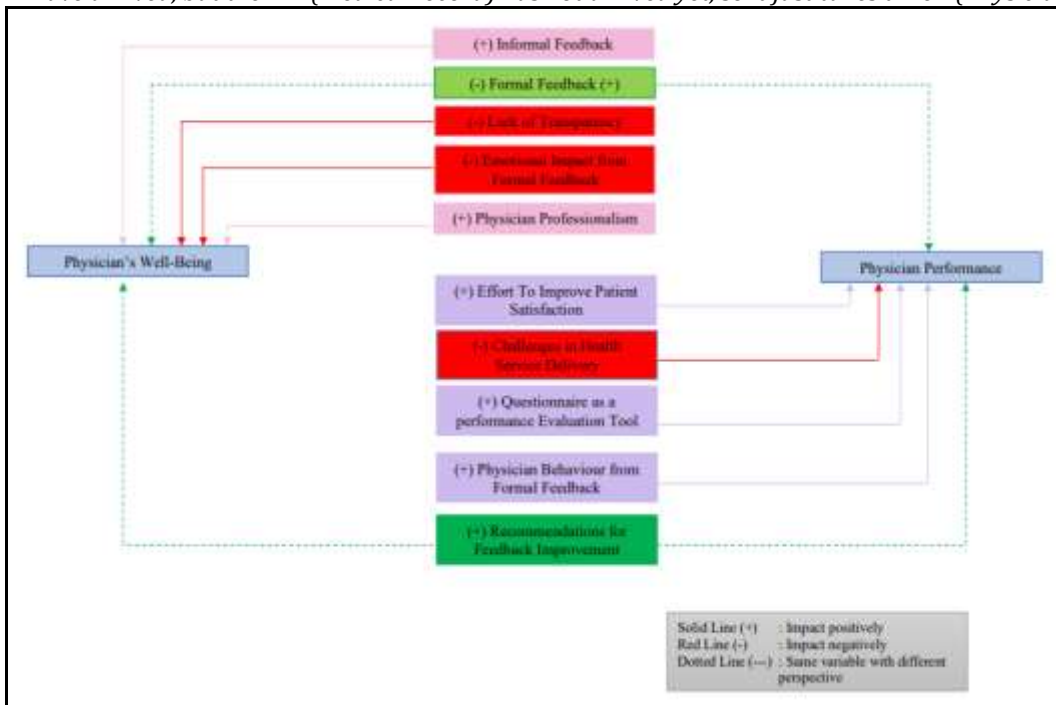 (+) Informal Feedback
(-) Formal Feedback (+)
(-) Lack of Transparency
(-) Emotional Impact from
Formal Feedback
(+) Physician Professionalism
Physician's Well-Being
Physician Performance
(+) Effort To Improve Patient
Satisfaction
(-) Challenges in Health
Service Delivery
(+) Questionnaire as a
performance Evaluation Tool
(+) Physician Behaviour from
Formal Feedback
(+) Recommendations for
Feedback Improvement
Solid Line (+) : Impact positively
Red Line (-) : Impact negatively
Dotted Line (---) : Same variable with different
perspective